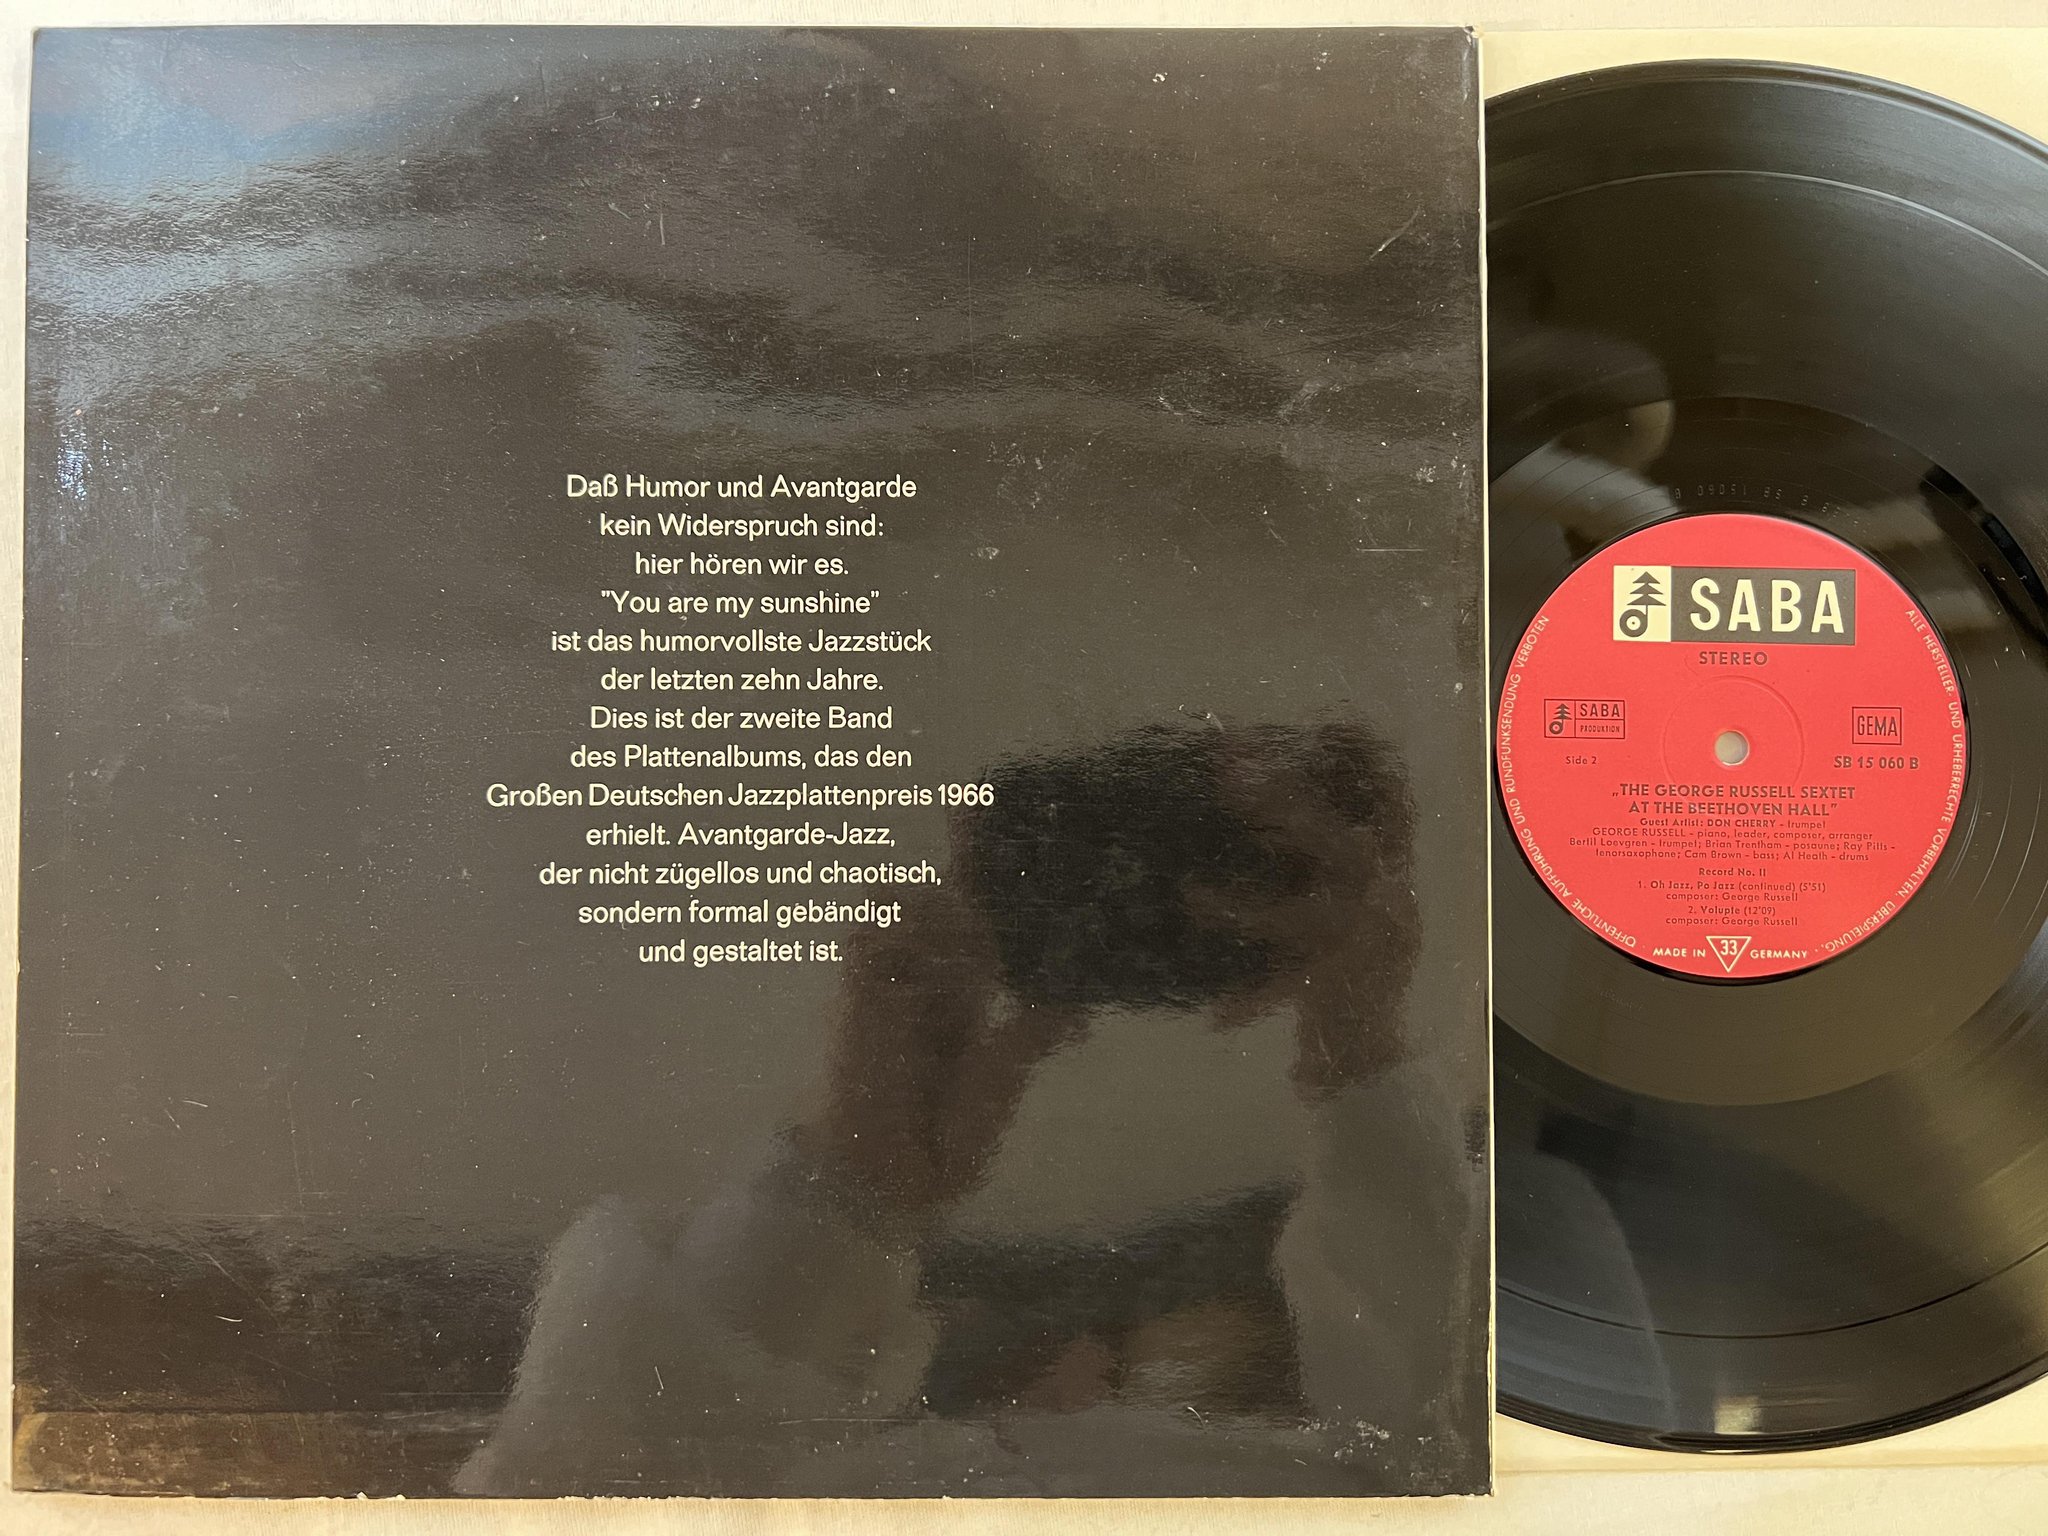 Daß Humor und Avantgarde
kein Widerspruch sind:
hier hören wir es.
"You are my sunshine"
ist das humorvollste Jazzstück
der letzten zehn Jahre.
Dies ist der zweite Band
des Plattenalbums, das den
Großen Deutschen Jazzplattenpreis 1966
erhielt. Avantgarde-Jazz,
der nicht zügellos und chaotisch,
sondern formal gebändigt
und gestaltet ist.
SABA
STEREO
SABA
PRODUKTION
GEMA
Side 2
SB 15 060 B
„THE GEORGE RUSSELL SEXTET
AT THE BEETHOVEN HALL"
Guest Artist: DON CHERRY - trumpet
GEORGE RUSSELL - piano, leader, composer, arranger
Bertil Loevgren - trumpet; Brian Trentham - posaune; Ray Pitts -
tenorsaxophone; Cam Brown - bass; Al Heath - drums
Record No. II
1. Oh Jazz, Po Jazz (continued) (5'51)
composer: George Russell
2. Volupte (12'09)
composer: George Russell
MADE IN 33 GERMANY
ALLE HERSTELLER- UND URHEBERRECHTE VORBEHALTEN. ÜBERSPIELUNG, ÖFFENTLICHE AUFFÜHRUNG UND RUNDFUNKSENDUNG VERBOTEN